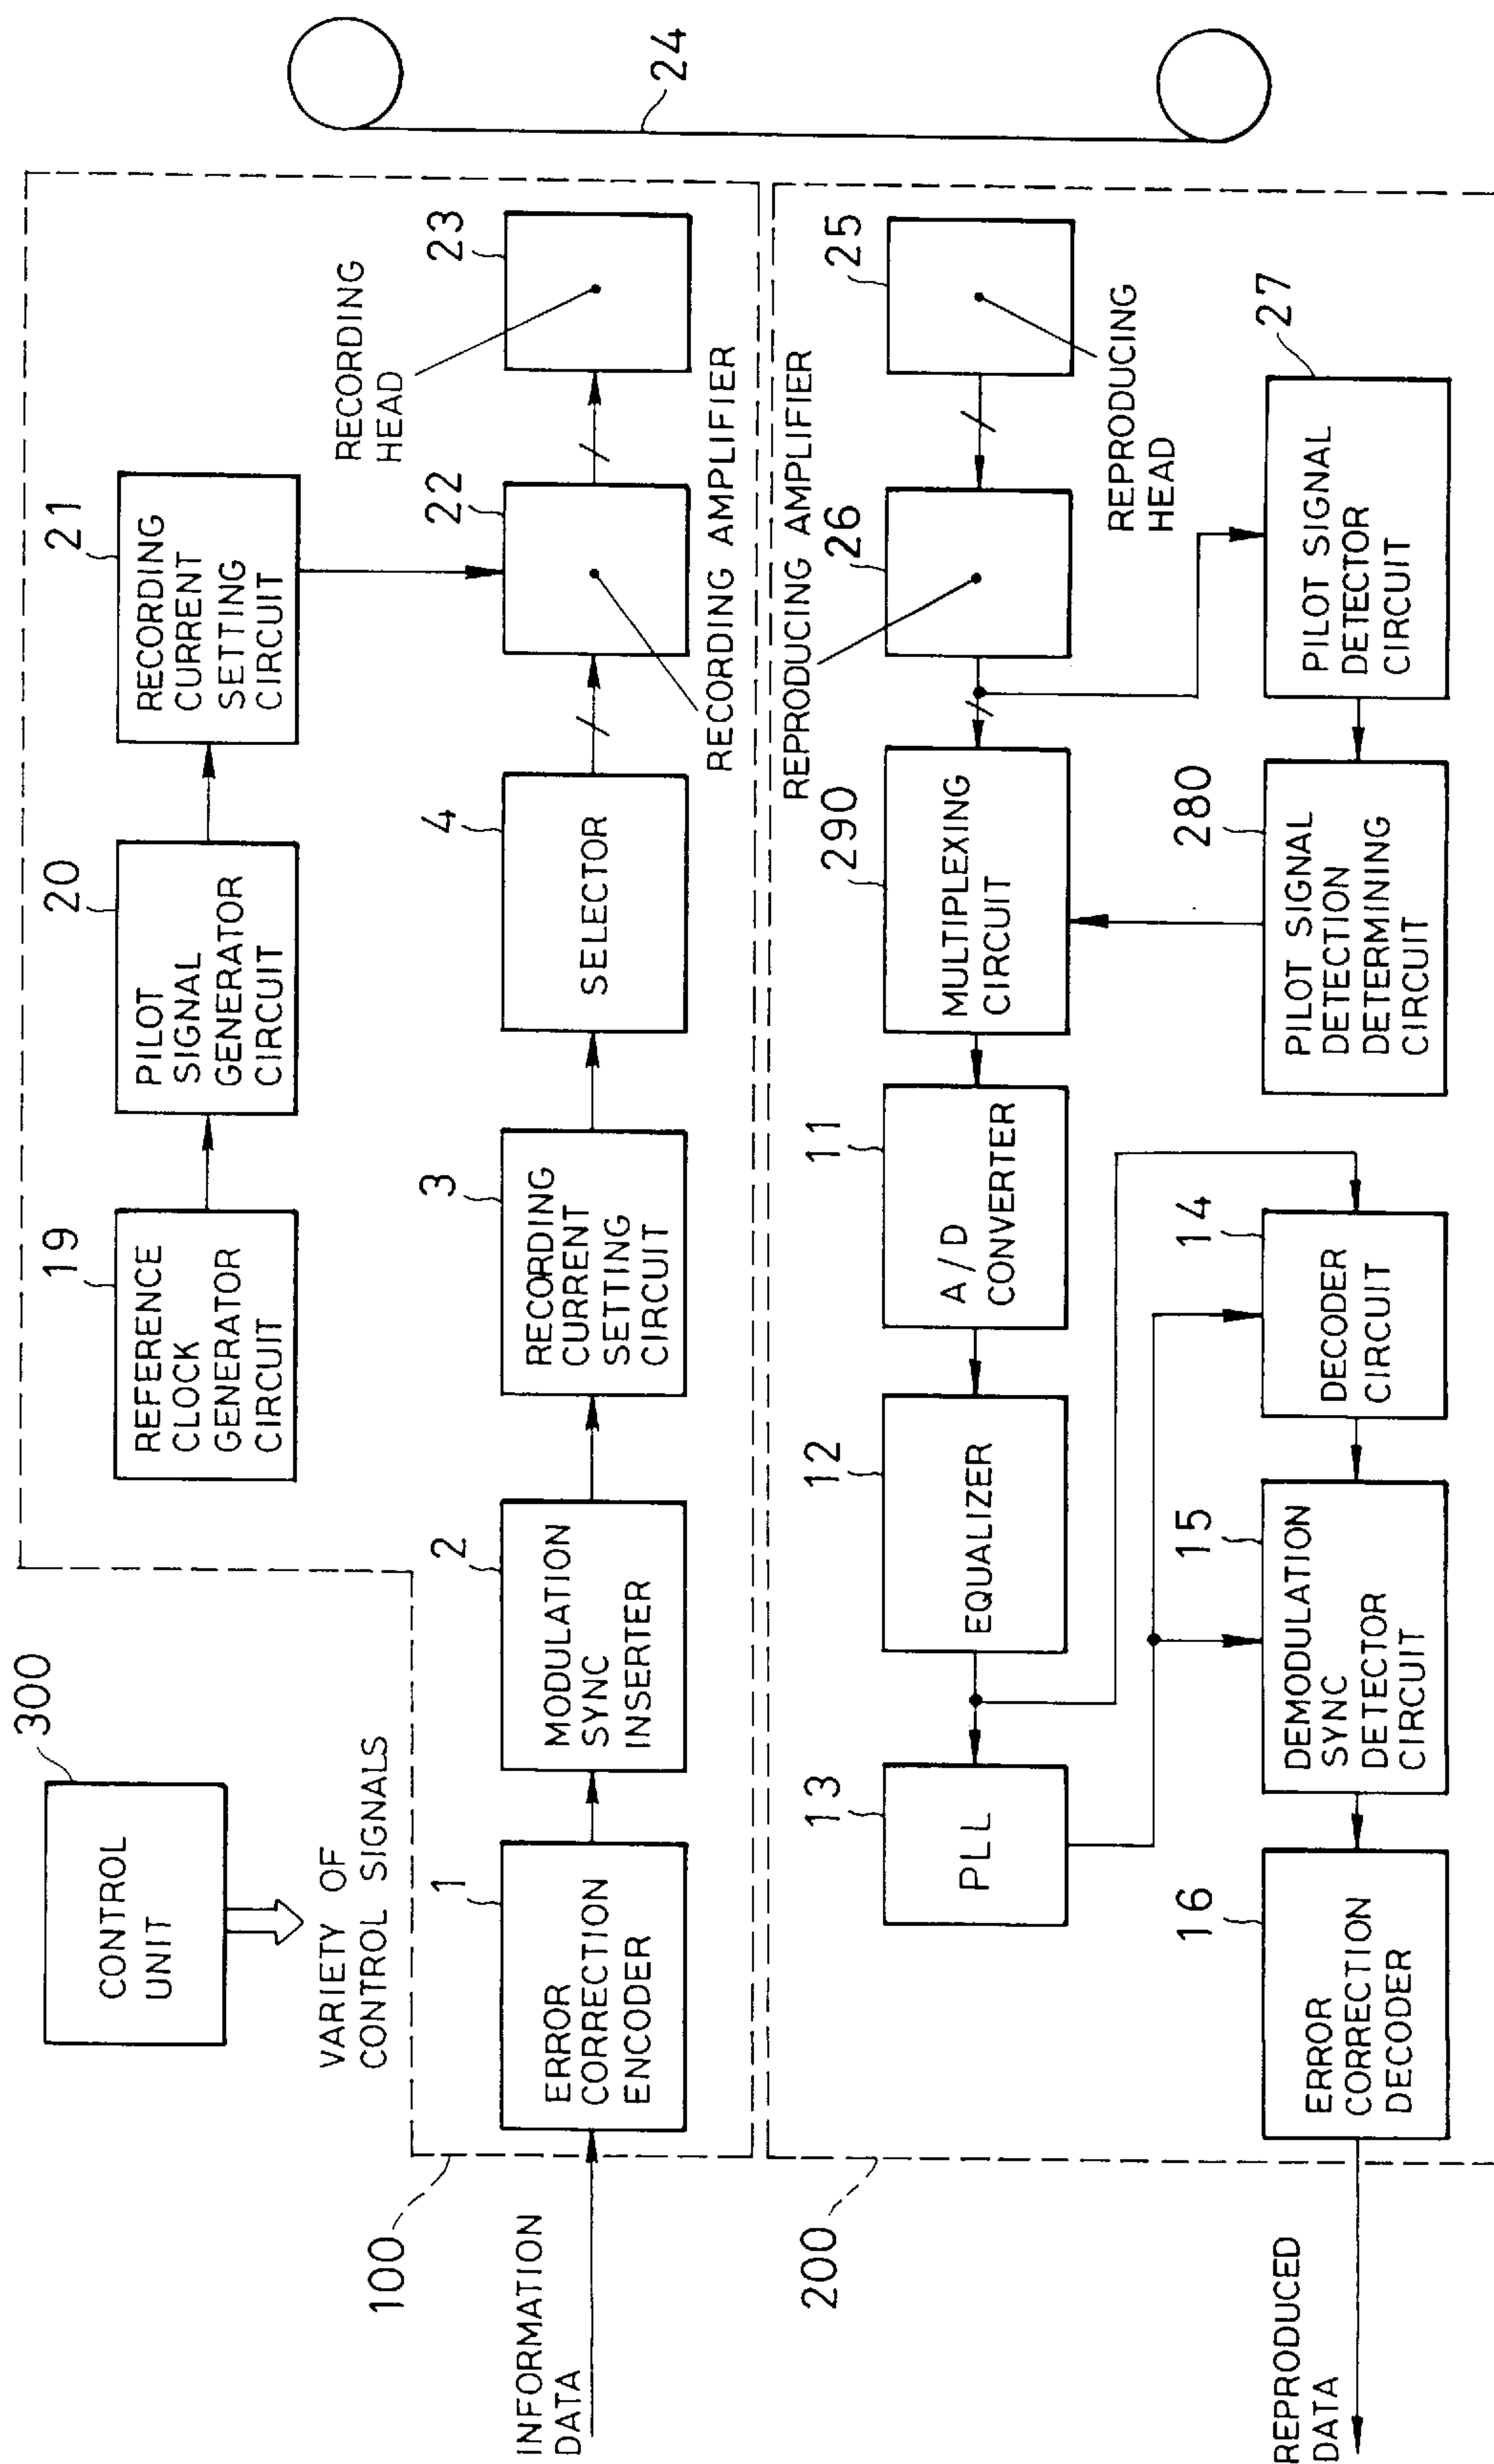 300
CONTROL
UNIT
VARIETY OF
CONTROL SIGNALS
19
REFERENCE
CLOCK
GENERATOR
CIRCUIT
20
PILOT
SIGNAL
GENERATOR
CIRCUIT
21
RECORDING
CURRENT
SETTING
CIRCUIT
100
INFORMATION
DATA
1
ERROR
CORRECTION
ENCODER
2
MODULATION
SYNC
INSERTER
3
RECORDING
CURRENT
SETTING
CIRCUIT
4
SELECTOR
22
RECORDING AMPLIFIER
RECORDING
HEAD
23
24
200
13
PLL
12
EQUALIZER
11
A/D
CONVERTER
290
MULTIPLEXING
CIRCUIT
REPRODUCING AMPLIFIER
26
25
REPRODUCING
HEAD
REPRODUCED
DATA
16
ERROR
CORRECTION
DECODER
15
DEMODULATION
SYNC
DETECTOR
CIRCUIT
14
DECODER
CIRCUIT
280
PILOT SIGNAL
DETECTION
DETERMINING
CIRCUIT
27
PILOT SIGNAL
DETECTOR
CIRCUIT